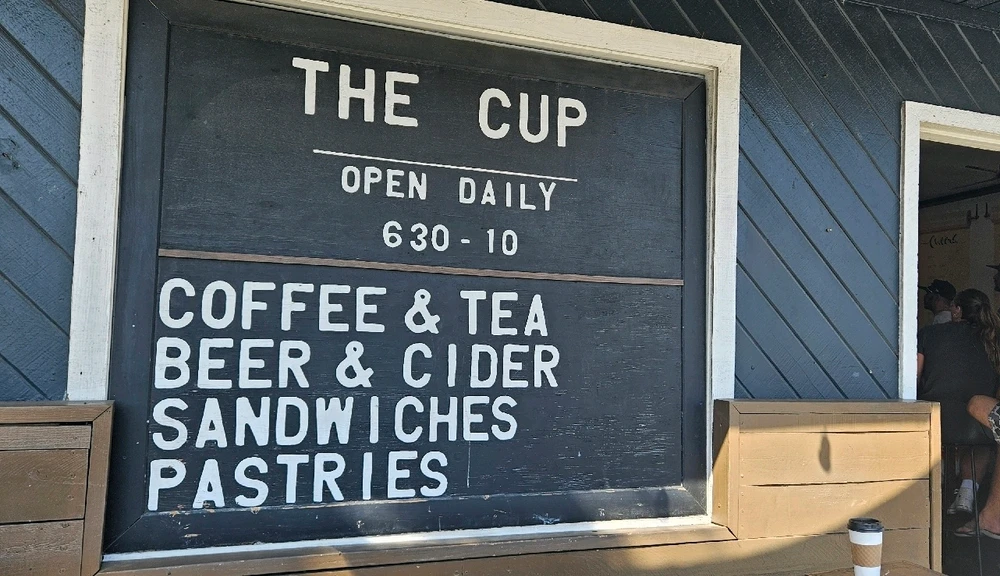 THE CUP
OPEN DAILY
630-10
COFFEE & TEA
BEER & CIDER
SANDWICHES
PASTRIES